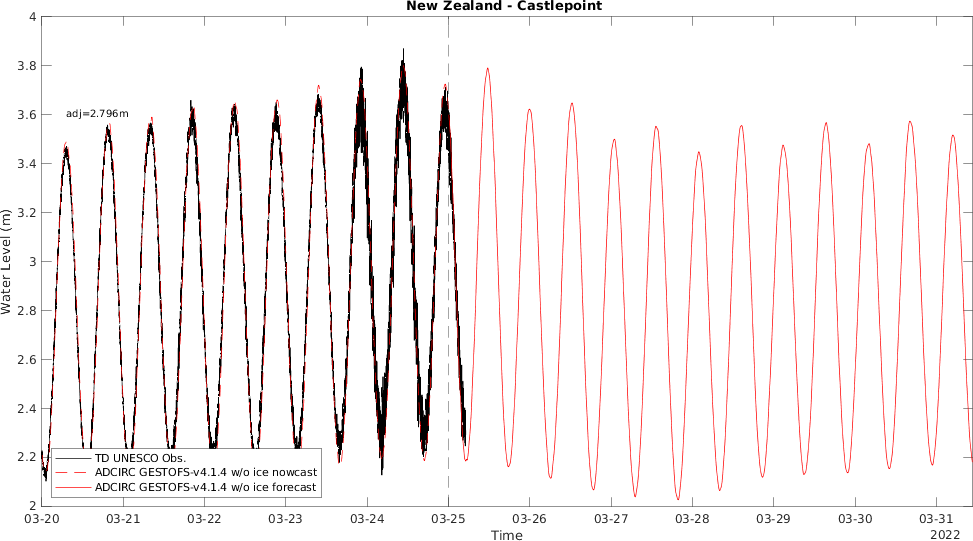 New Zealand - Castlepoint
Water Level (m)
4
3.8
3.6
3.4
3.2
3
2.8
2.6
2.4
2.2
2
adj=2.796m
TD UNESCO Obs.
ADCIRC GESTOFS-v4.1.4 w/o ice nowcast
ADCIRC GESTOFS-v4.1.4 w/o ice forecast
03-20 03-21 03-22 03-23 03-24 03-25 03-26 03-27 03-28 03-29 03-30 03-31
Time
2022